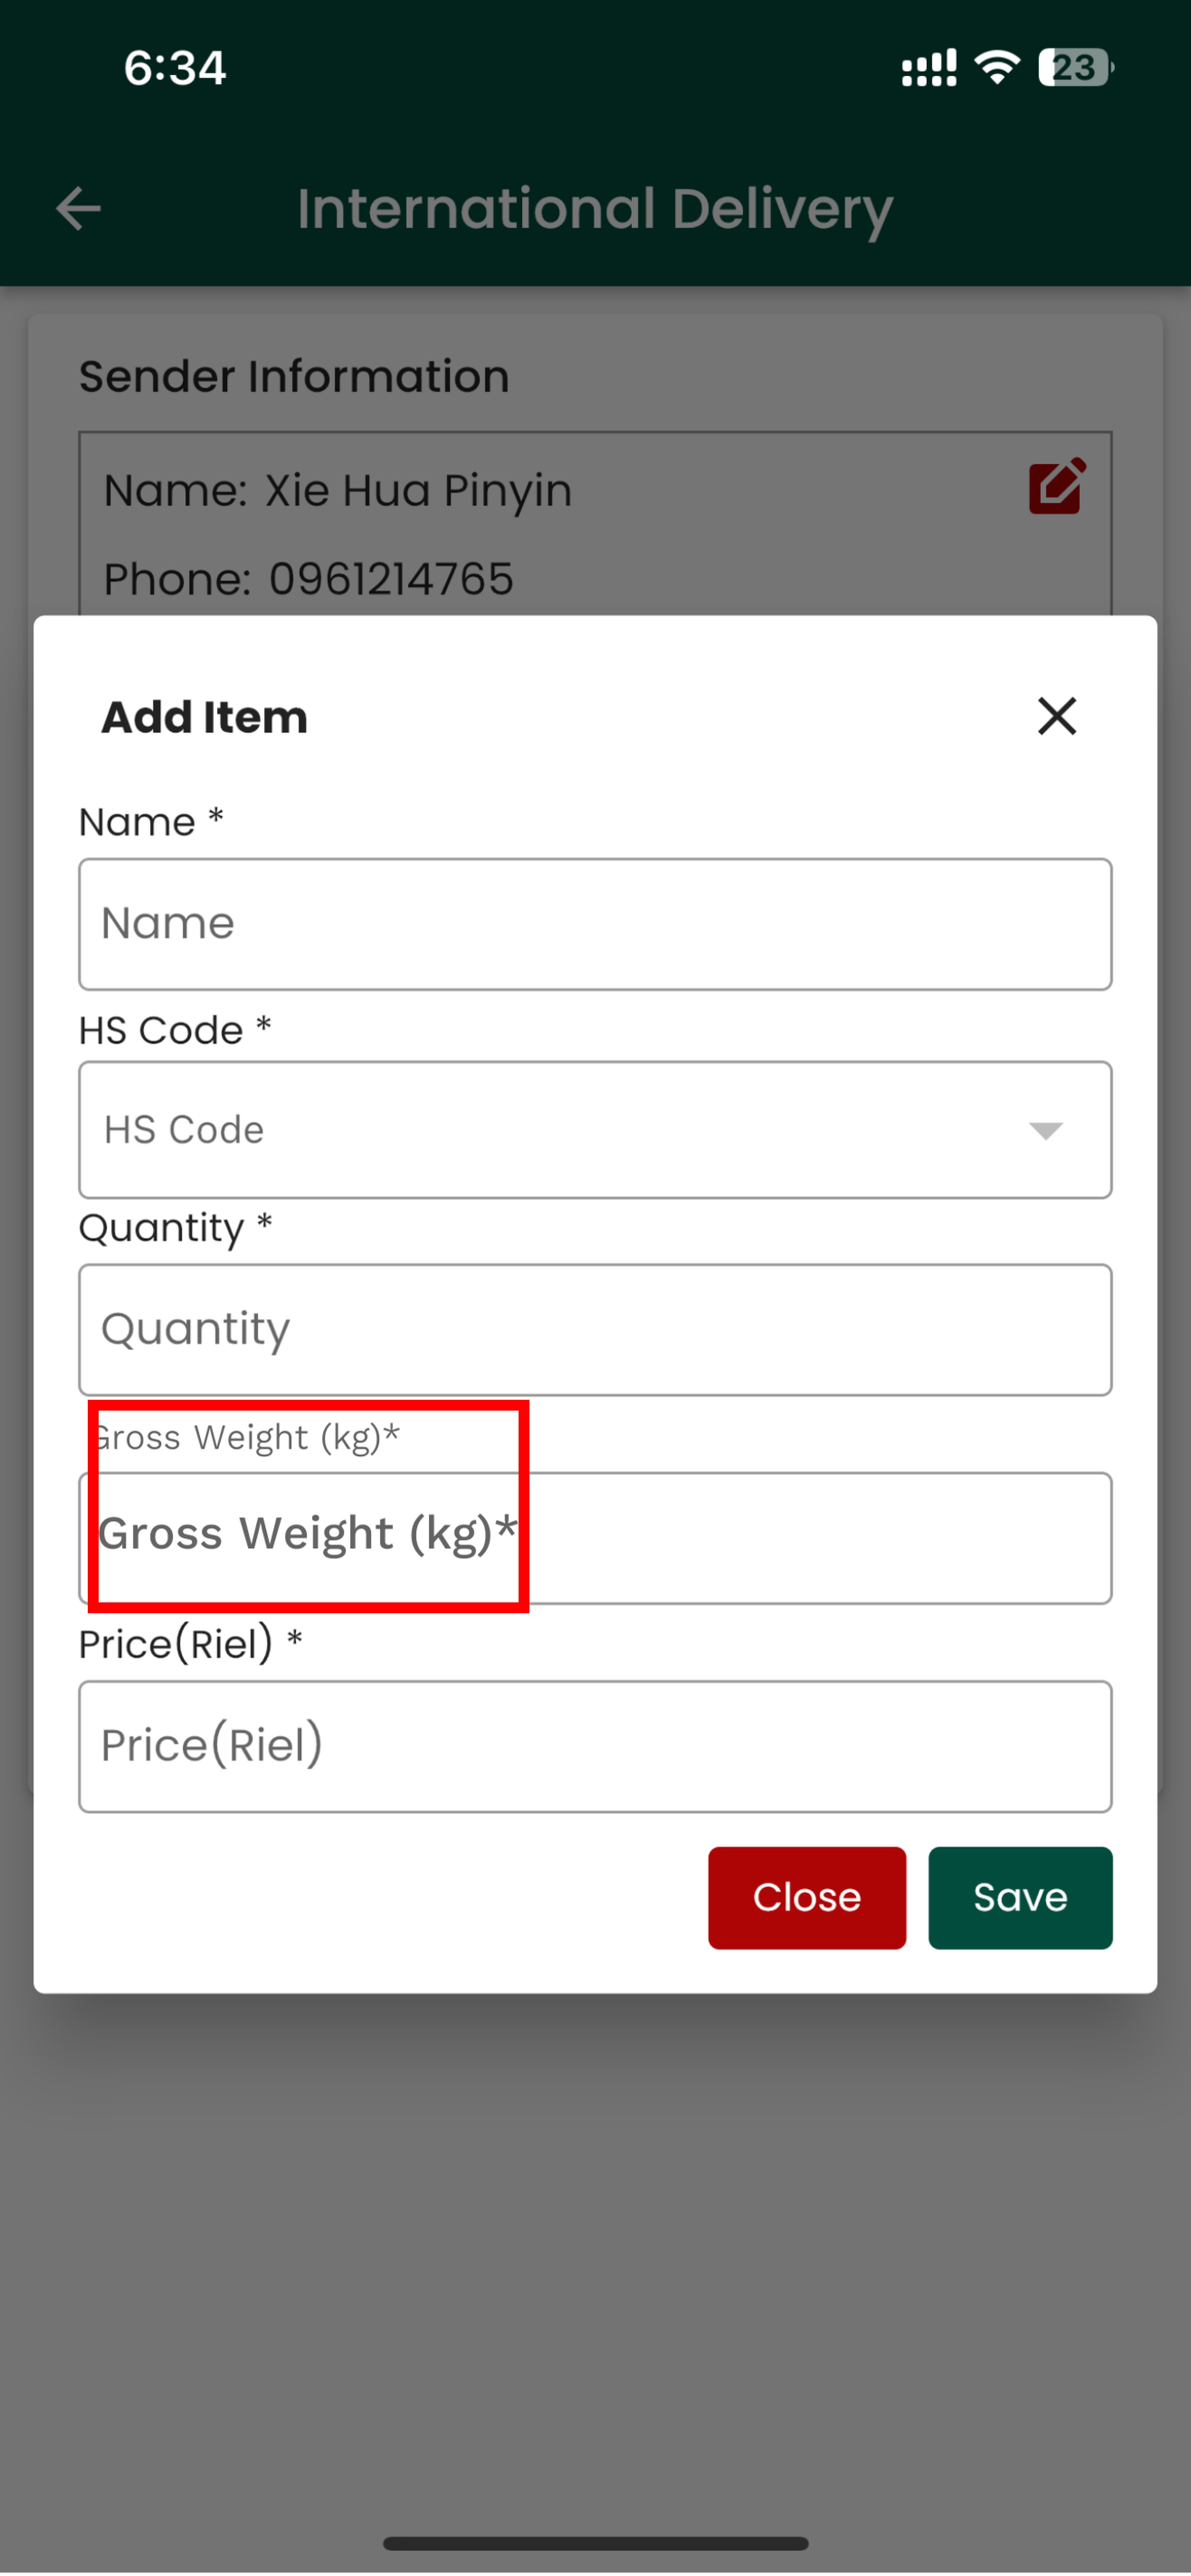 6:34
23
International Delivery
Sender Information
Name: Xie Hua Pinyin
Phone: 0961214765
Add Item
Name *
Name
HS Code *
HS Code
Quantity *
Quantity
Gross Weight (kg)*
Gross Weight (kg)*
Price(Riel) *
Price(Riel)
Close
Save